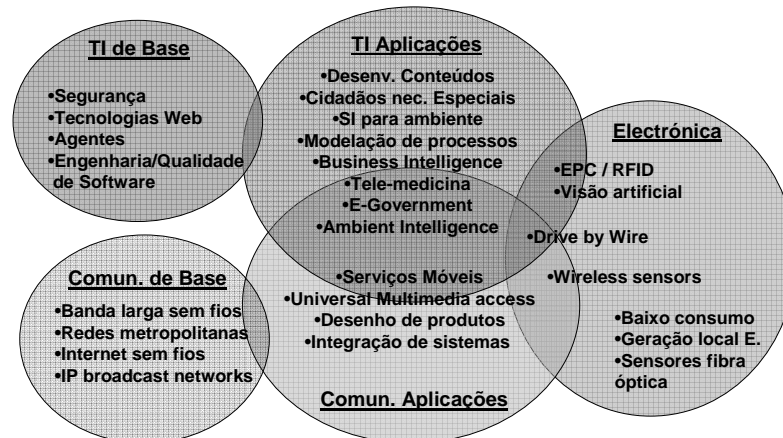 TI de Base
•Segurança
•Tecnologias Web
•Agentes
•Engenharia/Qualidade
de Software
TI Aplicações
•Desenv. Conteúdos
•Cidadãos nec. Especiais
•SI para ambiente
•Modelação de processos
•Business Intelligence
•Tele-medicina
•E-Government
•Ambient Intelligence
Electrónica
•EPC / RFID
•Visão artificial
•Drive by Wire
•Wireless sensors
•Baixo consumo
•Geração local E.
•Sensores fibra
óptica
Comun. de Base
•Banda larga sem fios
•Redes metropolitanas
•Internet sem fios
•IP broadcast networks
•Serviços Móveis
•Universal Multimedia access
•Desenho de produtos
•Integração de sistemas
Comun. Aplicações